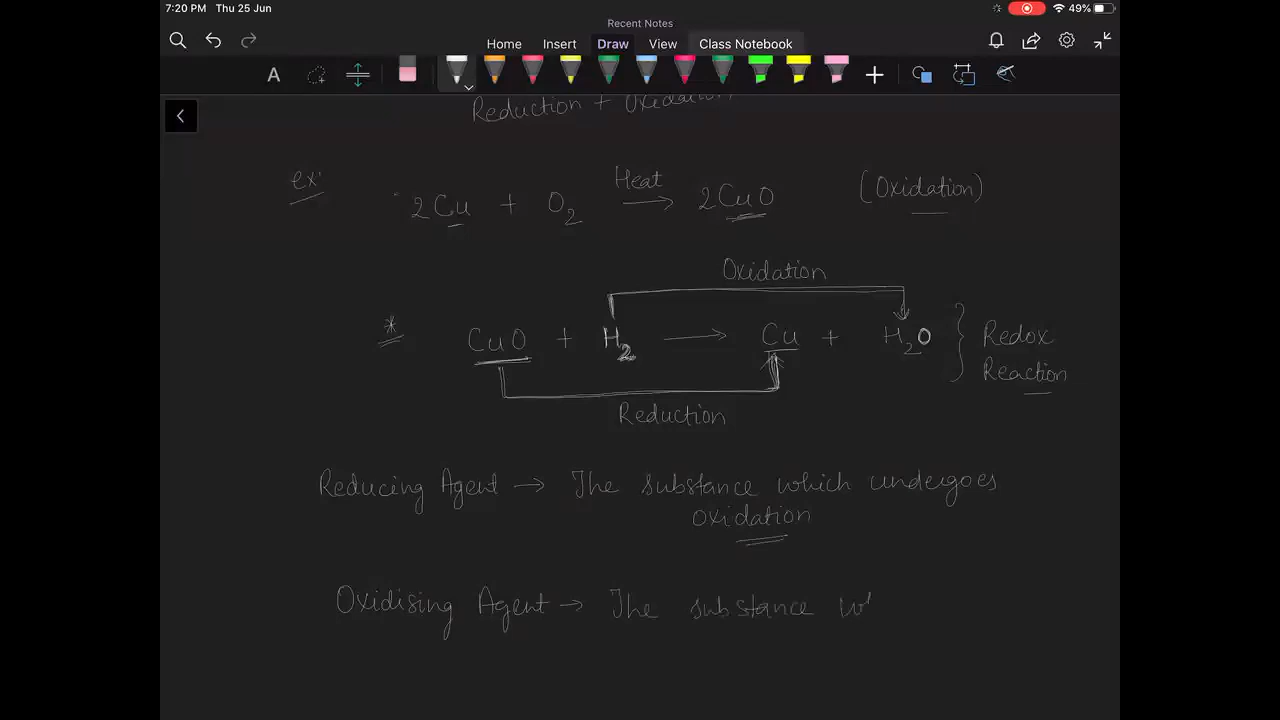 7:20 PM Thu 25 Jun
49%
Recent Notes
Home Insert Draw View Class Notebook
A
Reduction + Oxidation
ex:
2Cu + O2 Heat → 2CuO (Oxidation)
Oxidation
* CuO + H2 → Cu + H2O } Redox
Reaction
Reduction
Reducing Agent → The substance which undergoes
oxidation
Oxidising Agent → The substance w